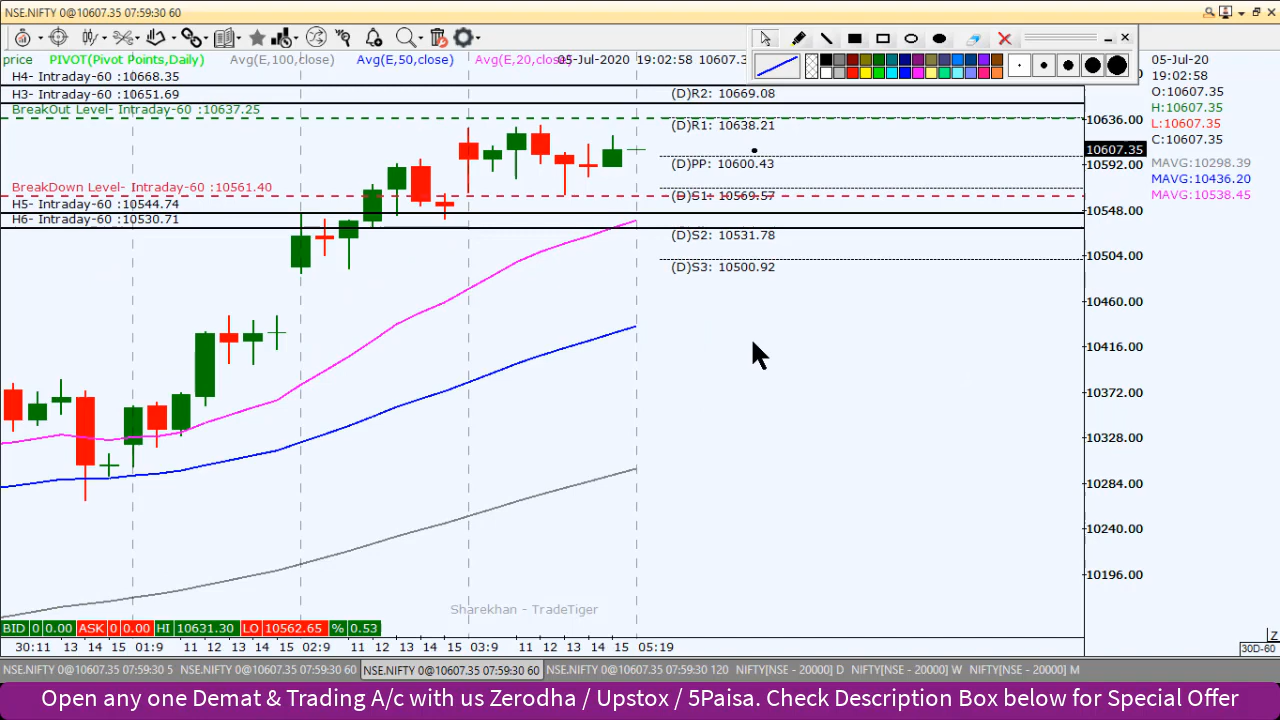 NSE.NIFTY 0@10607.35 07:59:30 60
price PIVOT(Pivot Points,Daily) Avg(E,100,close) Avg(E,50,close) Avg(E,20,close) 05-Jul-2020 19:02:58 10607.3
05-Jul-20
19:02:58
O:10607.35
H:10607.35
L:10607.35
C:10607.35
MAVG:10298.39
MAVG:10436.20
MAVG:10538.45
H4- Intraday-60 :10668.35
H3- Intraday-60 :10651.69
BreakOut Level- Intraday-60 :10637.25
BreakDown Level- Intraday-60 :10561.40
H5- Intraday-60 :10544.74
H6- Intraday-60 :10530.71
(D)R2: 10669.08
(D)R1: 10638.21
(D)PP: 10600.43
(D)S1: 10569.57
(D)S2: 10531.78
(D)S3: 10500.92
10636.00
10607.35
10592.00
10548.00
10504.00
10460.00
10416.00
10372.00
10328.00
10284.00
10240.00
10196.00
Sharekhan - TradeTiger
BID 0 0.00 ASK 0 0.00 HI 10631.30 LO 10562.65 % 0.53
Z
30:11 13 14 15 01:9 11 12 13 14 15 02:9 11 12 13 14 15 03:9 11 12 13 14 15 05:19 30D-60
NSE.NIFTY 0@10607.35 07:59:30 5 NSE.NIFTY 0@10607.35 07:59:30 60 NSE.NIFTY 0@10607.35 07:59:30 60 NSE.NIFTY 0@10607.35 07:59:30 120 NIFTY[NSE - 20000] D NIFTY[NSE - 20000] W NIFTY[NSE - 20000] M
Open any one Demat & Trading A/c with us Zerodha / Upstox / 5Paisa. Check Description Box below for Special Offer